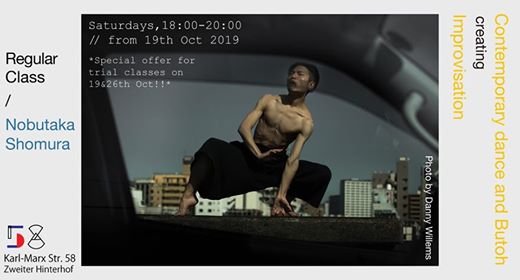 Regular
Class
/
Nobutaka
Shomura
58
Karl-Marx Str. 58
Zweiter Hinterhof
Saturdays,18:00-20:00
// from 19th Oct 2019
*Special offer for
trial classes on
19&26th Oct!!*
Photo by Danny Willems
Contemporary dance and Butoh
creating
Improvisation